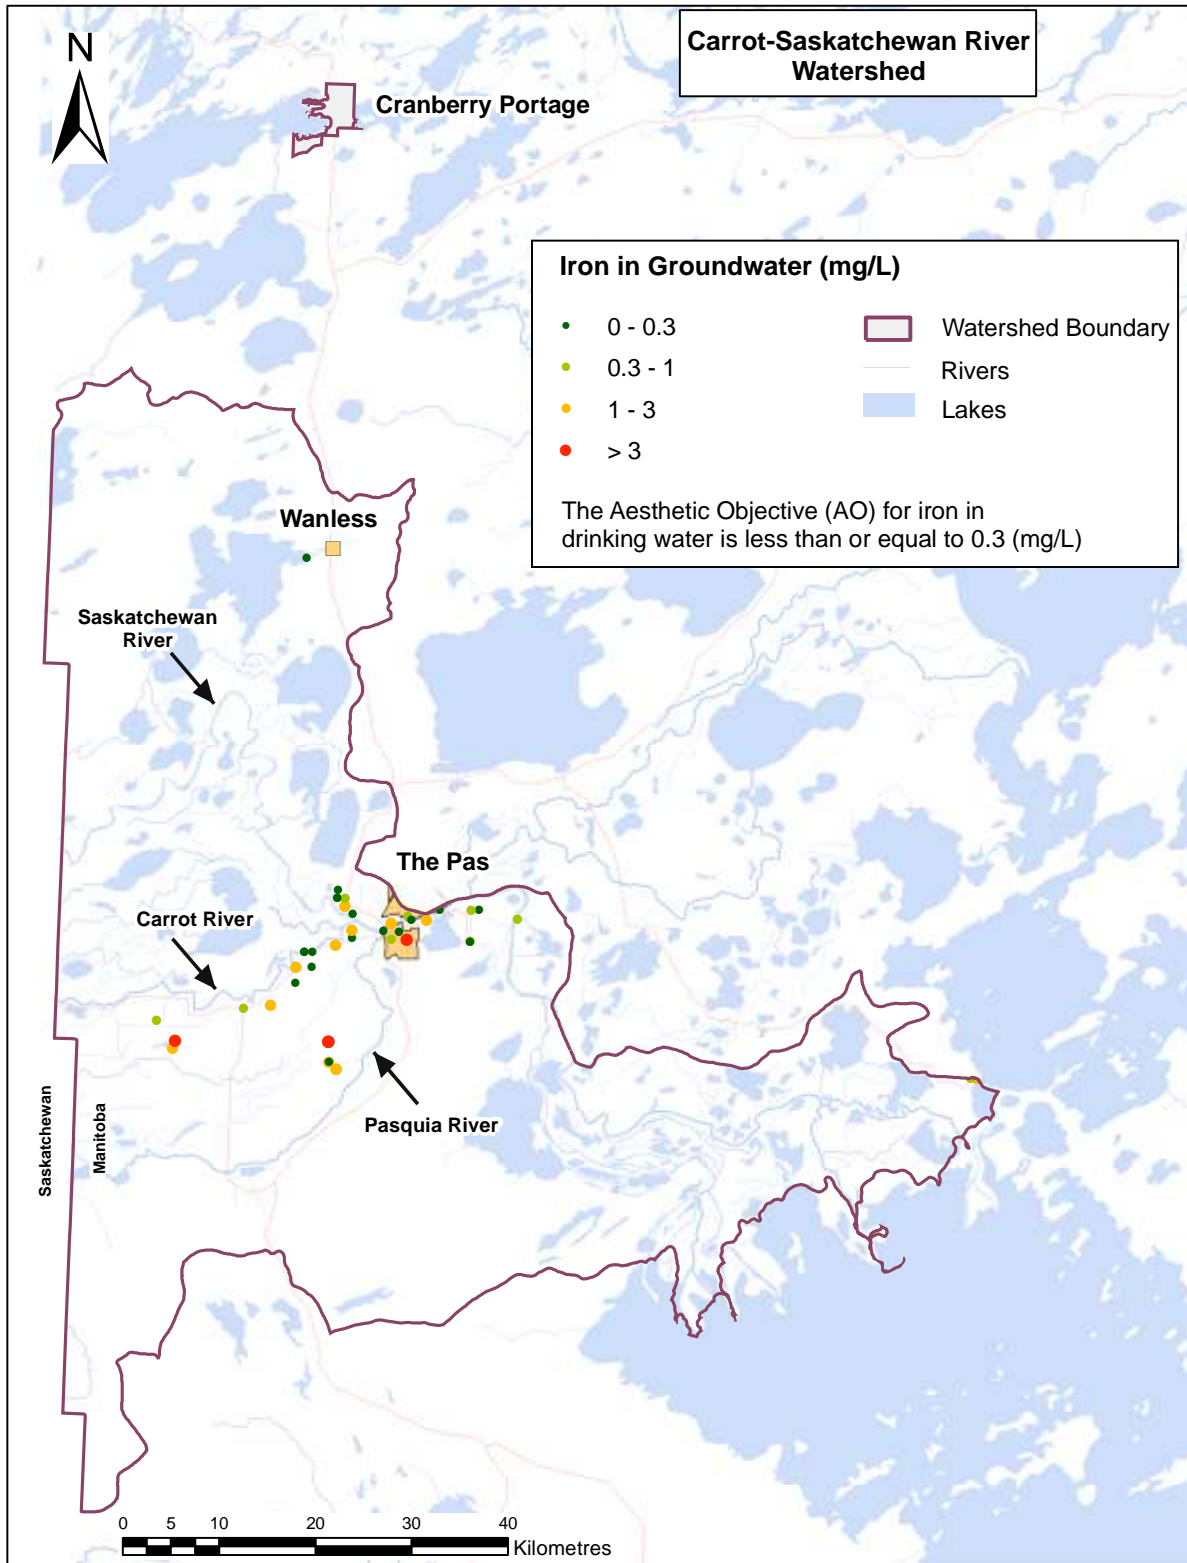 Carrot-Saskatchewan River
Watershed
N
Cranberry Portage
Iron in Groundwater (mg/L)
0 - 0.3
0.3 - 1
1 - 3
> 3
Watershed Boundary
Rivers
Lakes
The Aesthetic Objective (AO) for iron in
drinking water is less than or equal to 0.3 (mg/L)
Wanless
Saskatchewan
River
The Pas
Carrot River
Pasquia River
Saskatchewan
Manitoba
0 5 10 20 30 40
Kilometres